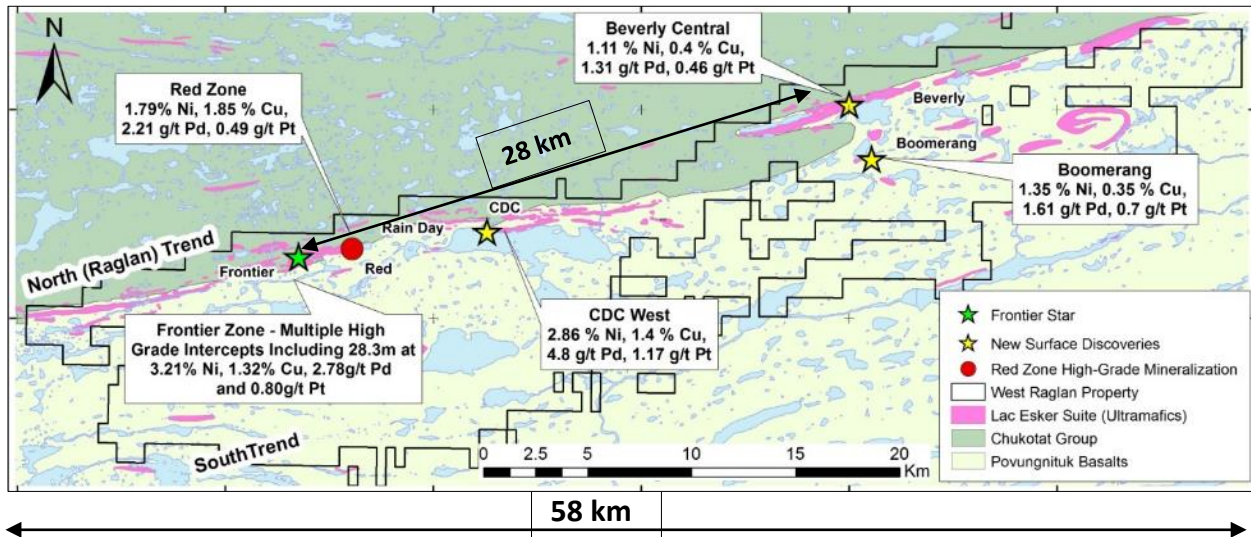 N
Beverly Central
1.11 % Ni, 0.4 % Cu,
1.31 g/t Pd, 0.46 g/t Pt
Red Zone
1.79% Ni, 1.85 % Cu,
2.21 g/t Pd, 0.49 g/t Pt
28 km
Beverly
Boomerang
Boomerang
1.35 % Ni, 0.35 % Cu,
1.61 g/t Pd, 0.7 g/t Pt
CDC
Rain Day
Red
Frontier
North (Raglan) Trend
Frontier Zone - Multiple High
Grade Intercepts Including 28.3m at
3.21% Ni, 1.32% Cu, 2.78g/t Pd
and 0.80g/t Pt
CDC West
2.86 % Ni, 1.4 % Cu,
4.8 g/t Pd, 1.17 g/t Pt
SouthTrend
0 2.5 5 10 15 20
Km
Frontier Star
New Surface Discoveries
Red Zone High-Grade Mineralization
West Raglan Property
Lac Esker Suite (Ultramafics)
Chukotat Group
Povungnituk Basalts
58 km